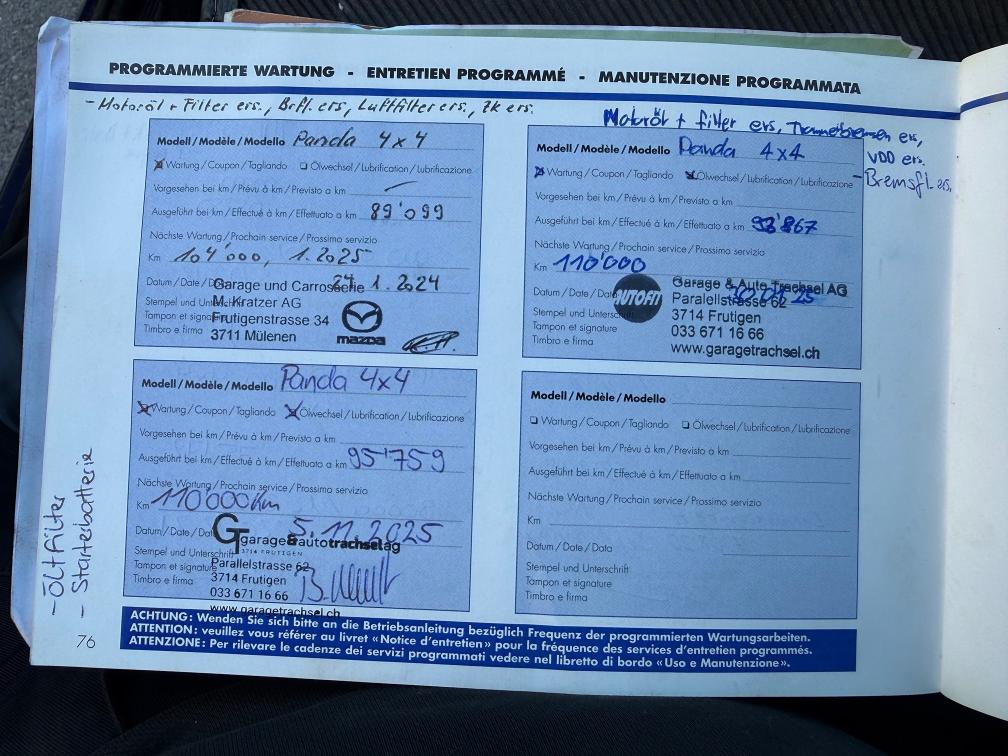 PROGRAMMIERTE WARTUNG - ENTRETIEN PROGRAMMÉ - MANUTENZIONE PROGRAMMATA
- Motoröl + Filter ers., Brfl. ers, Luftfilter ers., Zk ers.
Modell/Modèle/Modello Panda 4x4
Wartung/Coupon/Tagliando Ölwechsel/Lubrification/Lubrificazione
Vorgesehen bei km/Prévu à km/Previsto a km
Ausgeführt bei km/Effectué à km/Effettuato a km 89'099
Nächste Wartung/Prochain service/Prossimo servizio
Km 104'000, 1.2025
Datum/Date/Data 1.2024
Stempel und Unterschrift
Tampon et signature
Timbro e firma
Garage und Carrosserie
M. Kratzer AG
Frutigenstrasse 34
3711 Mülenen
mazda
Motoröl + filter ers, Trommelbremsen ers,
VDD ers.
- Bremsfl. ers.
Modell/Modèle/Modello Panda 4x4
Wartung/Coupon/Tagliando Ölwechsel/Lubrification/Lubrificazione
Vorgesehen bei km/Prévu à km/Previsto a km
Ausgeführt bei km/Effectué à km/Effettuato a km 93'867
Nächste Wartung/Prochain service/Prossimo servizio
Km 110'000
Datum/Date/Data
Stempel und Unterschrift
Tampon et signature
Timbro e firma
AUTOFIT
Garage & Auto Trachsel AG
Paralellstrasse 62
3714 Frutigen
033 671 16 66
www.garagetrachsel.ch
Modell/Modèle/Modello Panda 4x4
Wartung/Coupon/Tagliando Ölwechsel/Lubrification/Lubrificazione
Vorgesehen bei km/Prévu à km/Previsto a km
Ausgeführt bei km/Effectué à km/Effettuato a km 95'759
Nächste Wartung/Prochain service/Prossimo servizio
Km 110'000 km
Datum/Date/Data 5.11.2025
Stempel und Unterschrift
Tampon et signature
Timbro e firma
GT garage&autotrachselag
3714 FRUTIGEN
Parallelstrasse 62
3714 Frutigen
033 671 16 66
www.garagetrachsel.ch
- Ölfilter
- Starterbatterie
Modell/Modèle/Modello
Wartung/Coupon/Tagliando Ölwechsel/Lubrification/Lubrificazione
Vorgesehen bei km/Prévu à km/Previsto a km
Ausgeführt bei km/Effectué à km/Effettuato a km
Nächste Wartung/Prochain service/Prossimo servizio
Km
Datum/Date/Data
Stempel und Unterschrift
Tampon et signature
Timbro e firma
ACHTUNG: Wenden Sie sich bitte an die Betriebsanleitung bezüglich Frequenz der programmierten Wartungsarbeiten.
ATTENTION: veuillez vous référer au livret «Notice d'entretien» pour la fréquence des services d'entretien programmés.
ATTENZIONE: Per rilevare le cadenze dei servizi programmati vedere nel libretto di bordo «Uso e Manutenzione».
76